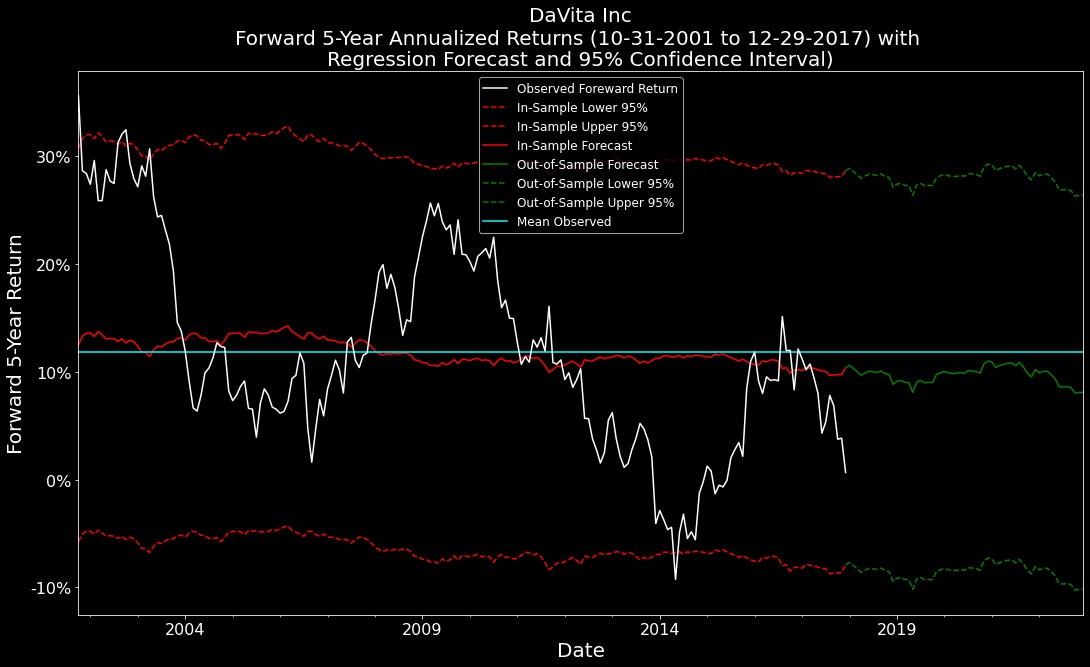 DaVita Inc
Forward 5-Year Annualized Returns (10-31-2001 to 12-29-2017) with
Regression Forecast and 95% Confidence Interval)
Observed Foreward Return
In-Sample Lower 95%
In-Sample Upper 95%
In-Sample Forecast
Out-of-Sample Forecast
Out-of-Sample Lower 95%
Out-of-Sample Upper 95%
Mean Observed
Forward 5-Year Return
30%
20%
10%
0%
-10%
2004
2009
2014
2019
Date